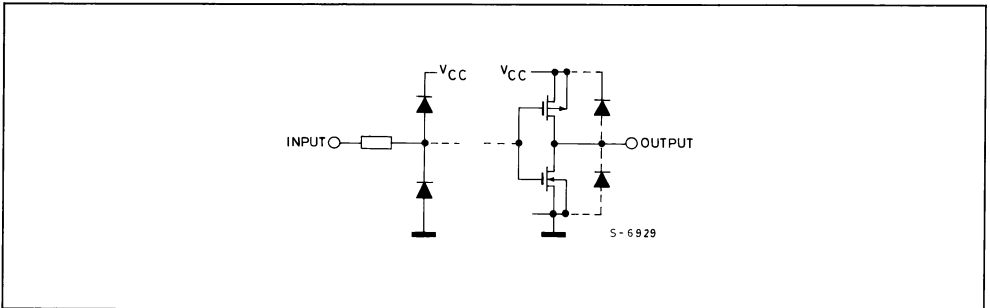 VCC
VCC
INPUT
OUTPUT
S-6929